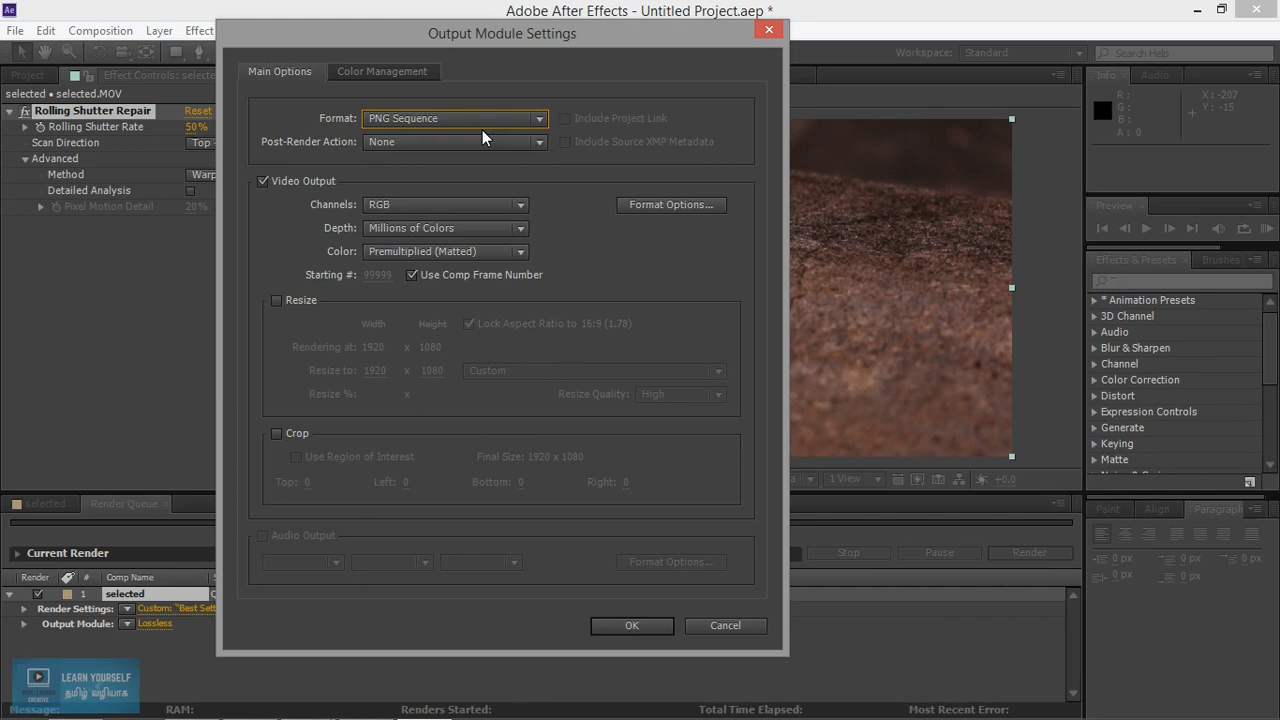 Ae Adobe After Effects - Untitled Project.aep *
File Edit Composition Layer Effect
Workspace: Standard Search Help
Output Module Settings
Project Effect Controls: selecte
selected • selected.MOV
fx Rolling Shutter Repair Reset
Rolling Shutter Rate 50%
Scan Direction Top -
Advanced
Method Warp
Detailed Analysis
Pixel Motion Detail 20%
Main Options Color Management
Format: PNG Sequence Include Project Link
Post-Render Action: None Include Source XMP Metadata
Video Output
Channels: RGB Format Options...
Depth: Millions of Colors
Color: Premultiplied (Matted)
Starting #: 99999 Use Comp Frame Number
Resize
Width Height Lock Aspect Ratio to 16:9 (1.78)
Rendering at: 1920 x 1080
Resize to: 1920 x 1080 Custom
Resize %: x Resize Quality: High
Crop
Use Region of Interest Final Size: 1920 x 1080
Top: 0 Left: 0 Bottom: 0 Right: 0
Audio Output
Format Options...
OK Cancel
Info Audio
R: X: -207
G: Y: -15
B:
A: 0
Preview
Effects & Presets Brushes
* Animation Presets
3D Channel
Audio
Blur & Sharpen
Channel
Color Correction
Distort
Expression Controls
Generate
Keying
Matte
1 View +0,0
Paint Align Paragraph
0 px 0 px 0 px
0 px 0 px
selected Render Queue
Current Render Stop Pause Render
Render # Comp Name
1 selected
Render Settings: Custom: "Best Sett
Output Module: Lossless
LEARN YOURSELF
தமிழ் வழியாக
CREATIVE
Message: RAM: Renders Started: Total Time Elapsed: Most Recent Error: